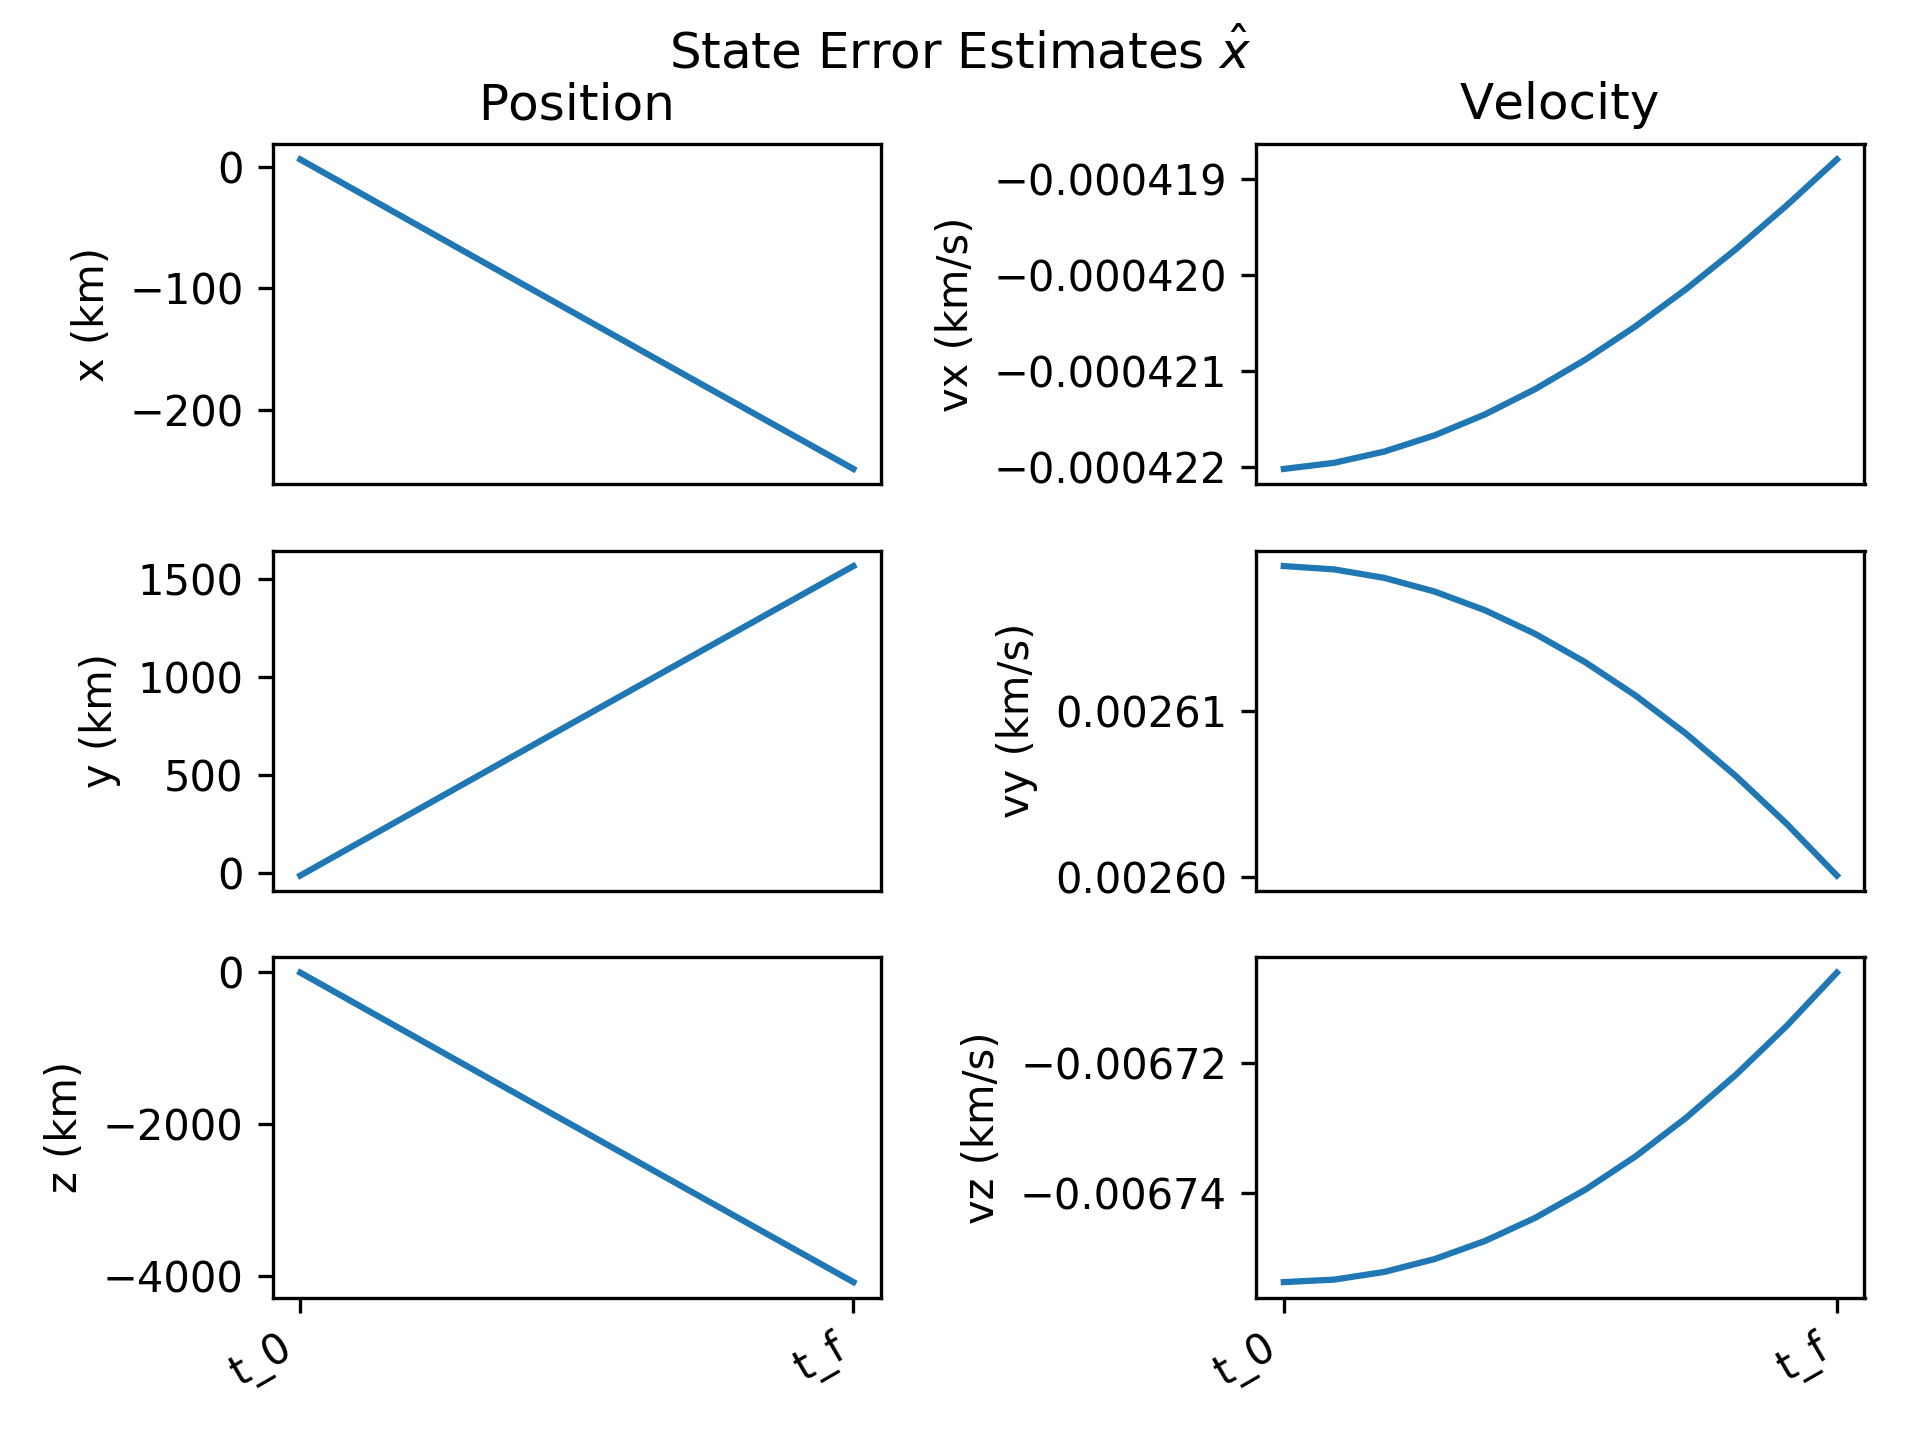 State Error Estimates x̂
Position
Velocity
x (km)
0
−100
−200
vx (km/s)
−0.000419
−0.000420
−0.000421
−0.000422
y (km)
1500
1000
500
0
vy (km/s)
0.00261
0.00260
z (km)
0
−2000
−4000
vz (km/s)
−0.00672
−0.00674
t_0
t_f
t_0
t_f